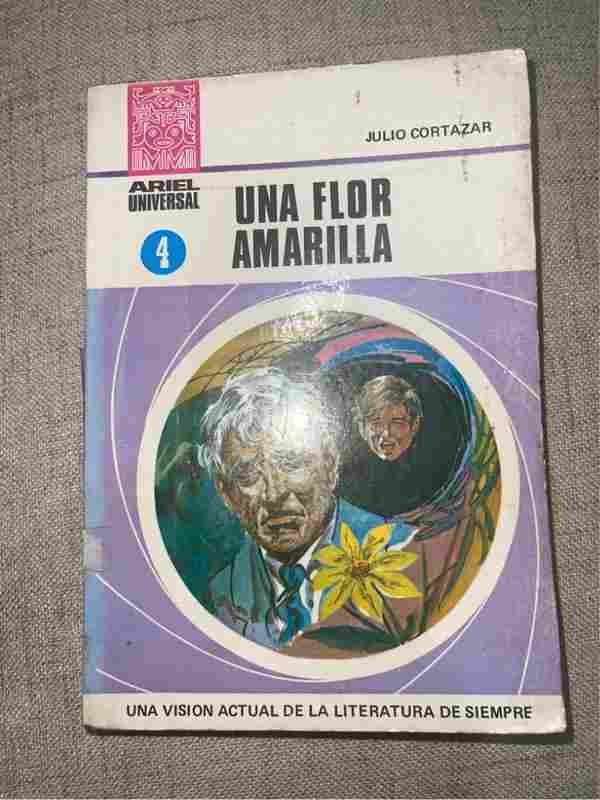 JULIO CORTAZAR
ARIEL
UNIVERSAL
4
UNA FLOR
AMARILLA
UNA VISION ACTUAL DE LA LITERATURA DE SIEMPRE